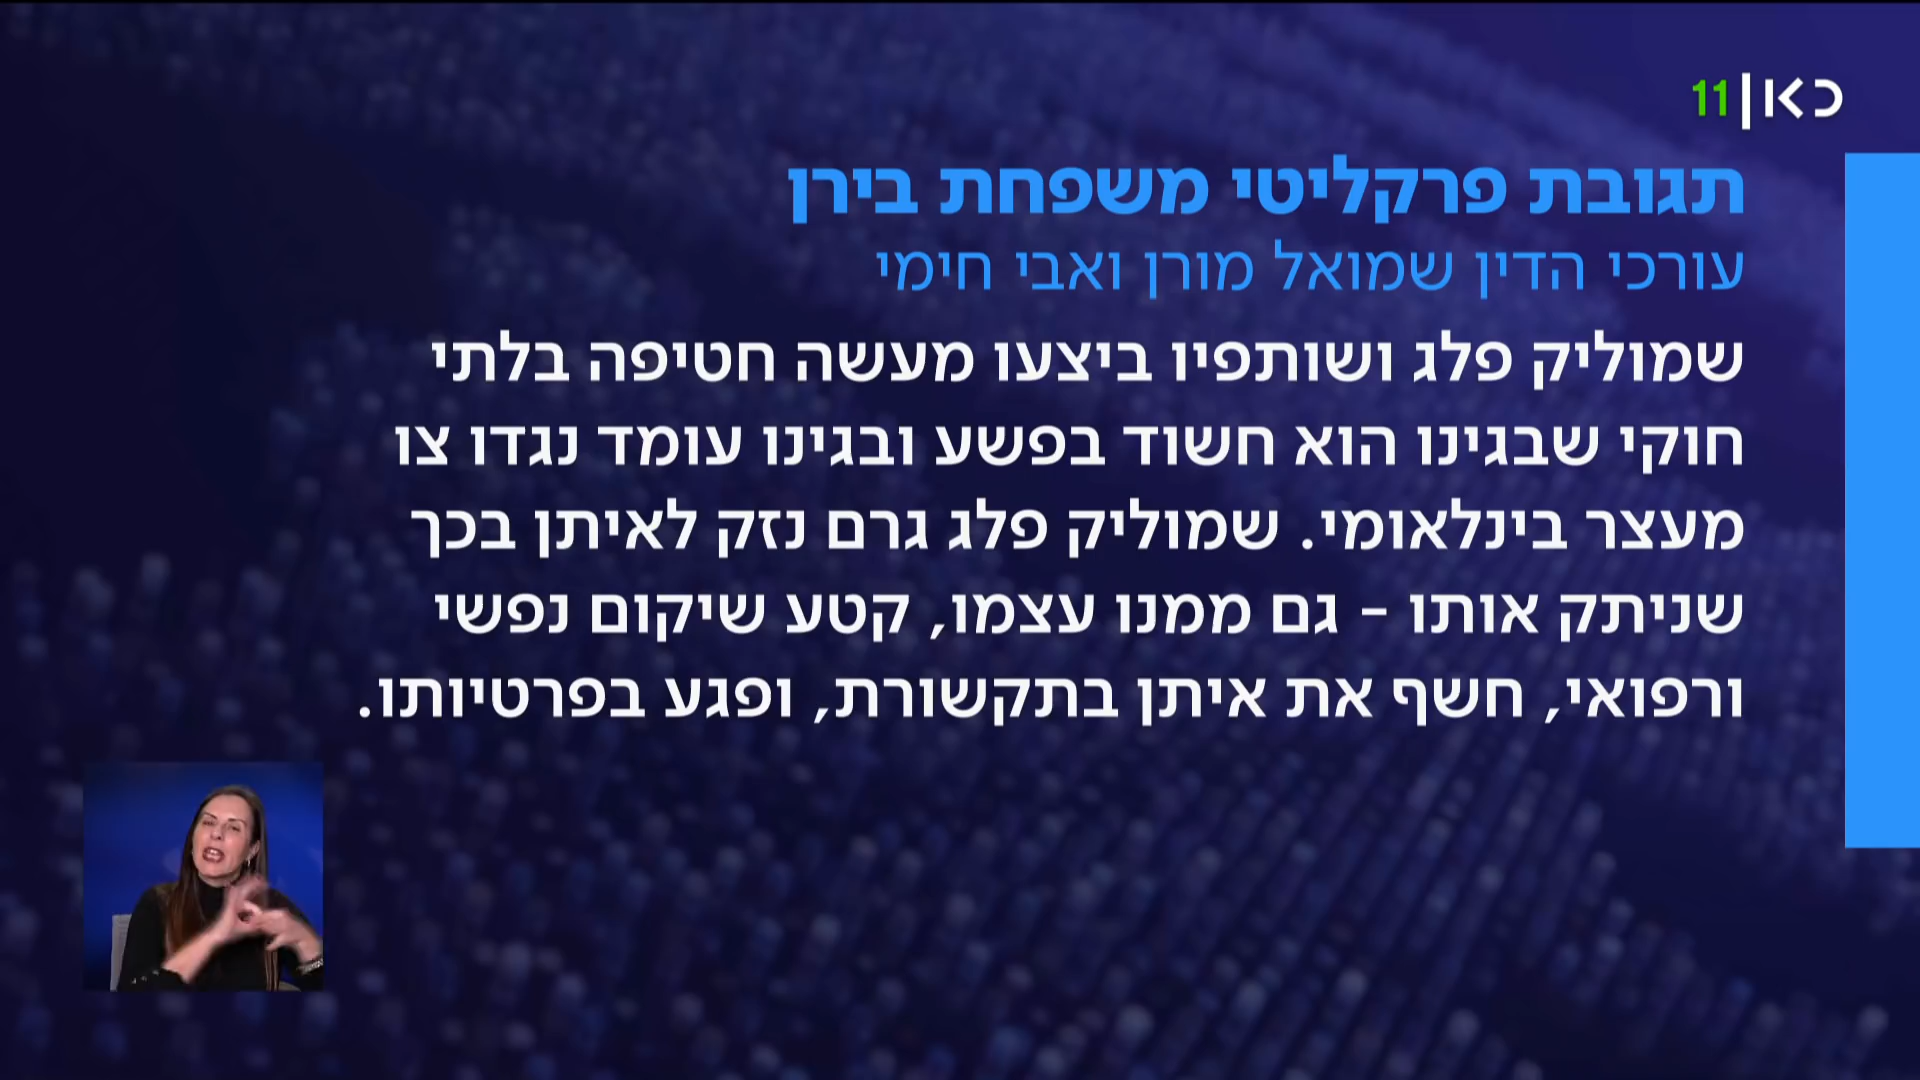 כאן|11
תגובת פרקליטי משפחת בירן
עורכי הדין שמואל מורן ואבי חימי
שמוליק פלג ושותפיו ביצעו מעשה חטיפה בלתי
חוקי שבגינו הוא חשוד בפשע ובגינו עומד נגדו צו
מעצר בינלאומי. שמוליק פלג גרם נזק לאיתן בכך
שניתק אותו - גם ממנו עצמו, קטע שיקום נפשי
ורפואי, חשף את איתן בתקשורת, ופגע בפרטיותו.